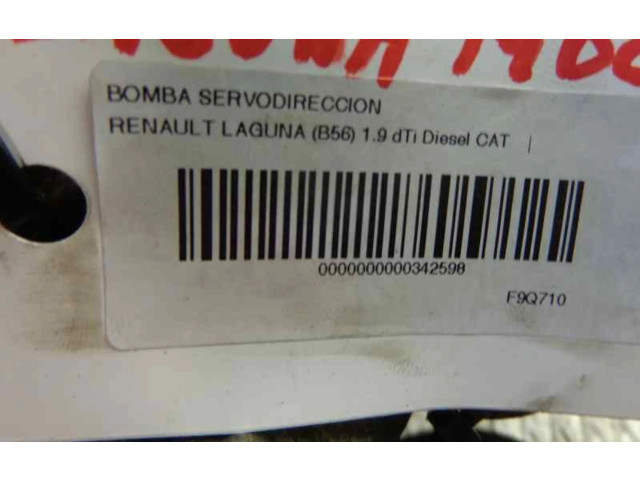 BOMBA SERVODIRECCION
RENAULT LAGUNA (B56) 1.9 dTi Diesel CAT |
0000000000342598
F9Q710